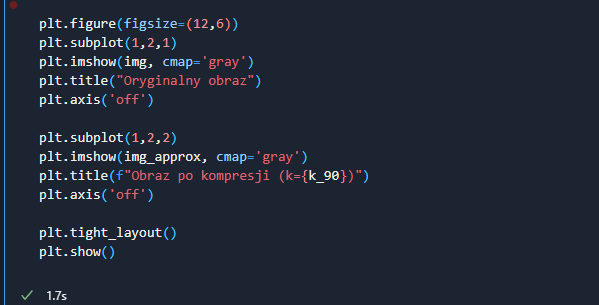 plt.figure(figsize=(12,6))
plt.subplot(1,2,1)
plt.imshow(img, cmap='gray')
plt.title("Oryginalny obraz")
plt.axis('off')

plt.subplot(1,2,2)
plt.imshow(img_approx, cmap='gray')
plt.title(f"Obraz po kompresji (k={k_90})")
plt.axis('off')

plt.tight_layout()
plt.show()
1.7s